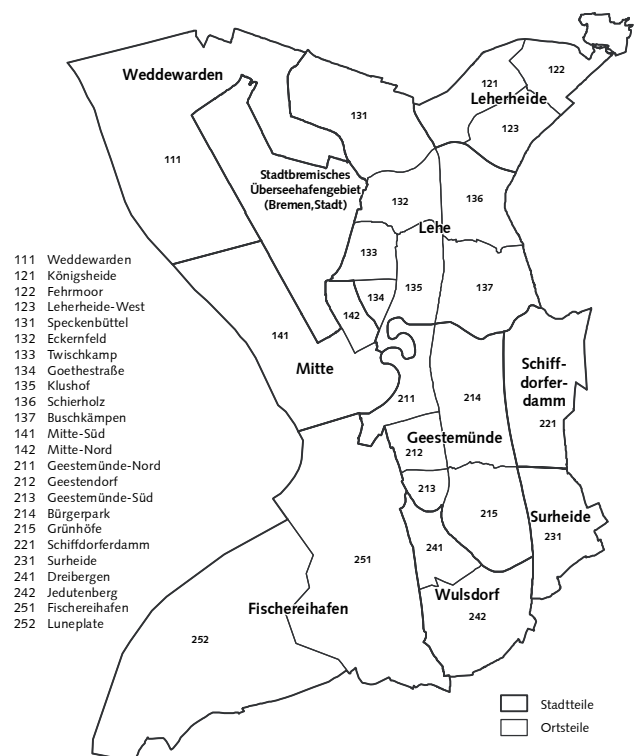 Weddewarden
122
121
Leherheide
131
123
111
Stadtbremisches
Überseehafengebiet
(Bremen,Stadt)
132
136
Lehe
133
111 Weddewarden
121 Königsheide
122 Fehrmoor
123 Leherheide-West
131 Speckenbüttel
132 Eckernfeld
133 Twischkamp
134 Goethestraße
135 Klushof
136 Schierholz
137 Buschkämpen
141 Mitte-Süd
142 Mitte-Nord
211 Geestemünde-Nord
212 Geestendorf
213 Geestemünde-Süd
214 Bürgerpark
215 Grünhöfe
221 Schiffdorferdamm
231 Surheide
241 Dreibergen
242 Jedutenberg
251 Fischereihafen
252 Luneplate
134
135
137
142
141
Mitte
Schiff-
dorfer-
damm
221
211
214
Geestemünde
212
213
215
Surheide
231
241
251
Wulsdorf
242
Fischereihafen
252
Stadtteile
Ortsteile